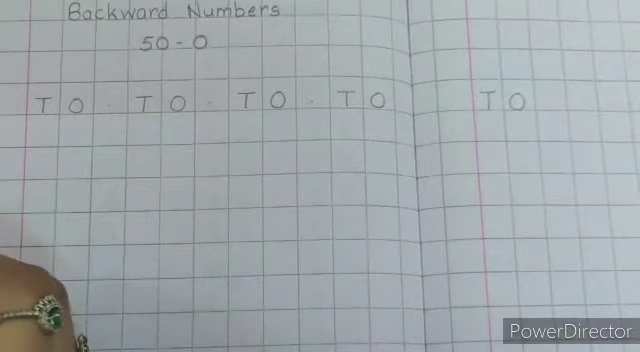 Backward Numbers
50 - 0
T O . T O . T O . T O T O
PowerDirector